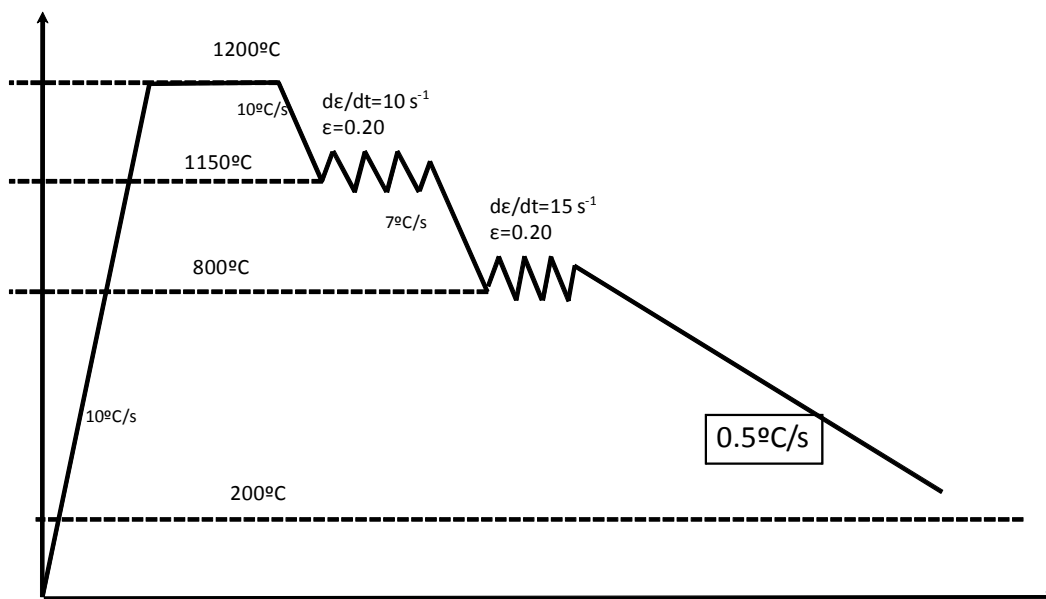 1200ºC
10ºC/s
dε/dt=10 s⁻¹
ε=0.20
1150ºC
7ºC/s
dε/dt=15 s⁻¹
ε=0.20
800ºC
10ºC/s
0.5ºC/s
200ºC